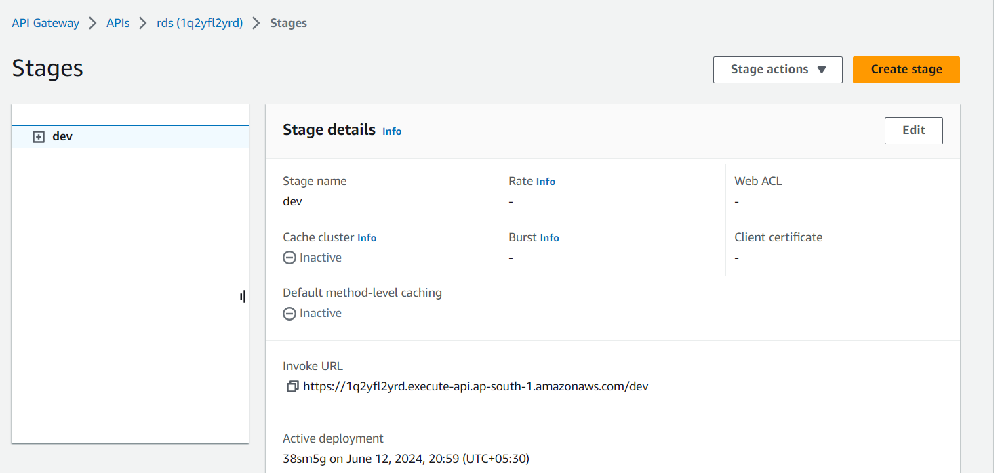 API Gateway > APIs > rds (1q2yfl2yrd) > Stages
Stages
Stage actions ▼
Create stage
dev
Stage details Info
Edit
Stage name
dev
Rate Info
-
Web ACL
-
Cache cluster Info
Inactive
Burst Info
-
Client certificate
-
Default method-level caching
Inactive
Invoke URL
https://1q2yfl2yrd.execute-api.ap-south-1.amazonaws.com/dev
Active deployment
38sm5g on June 12, 2024, 20:59 (UTC+05:30)